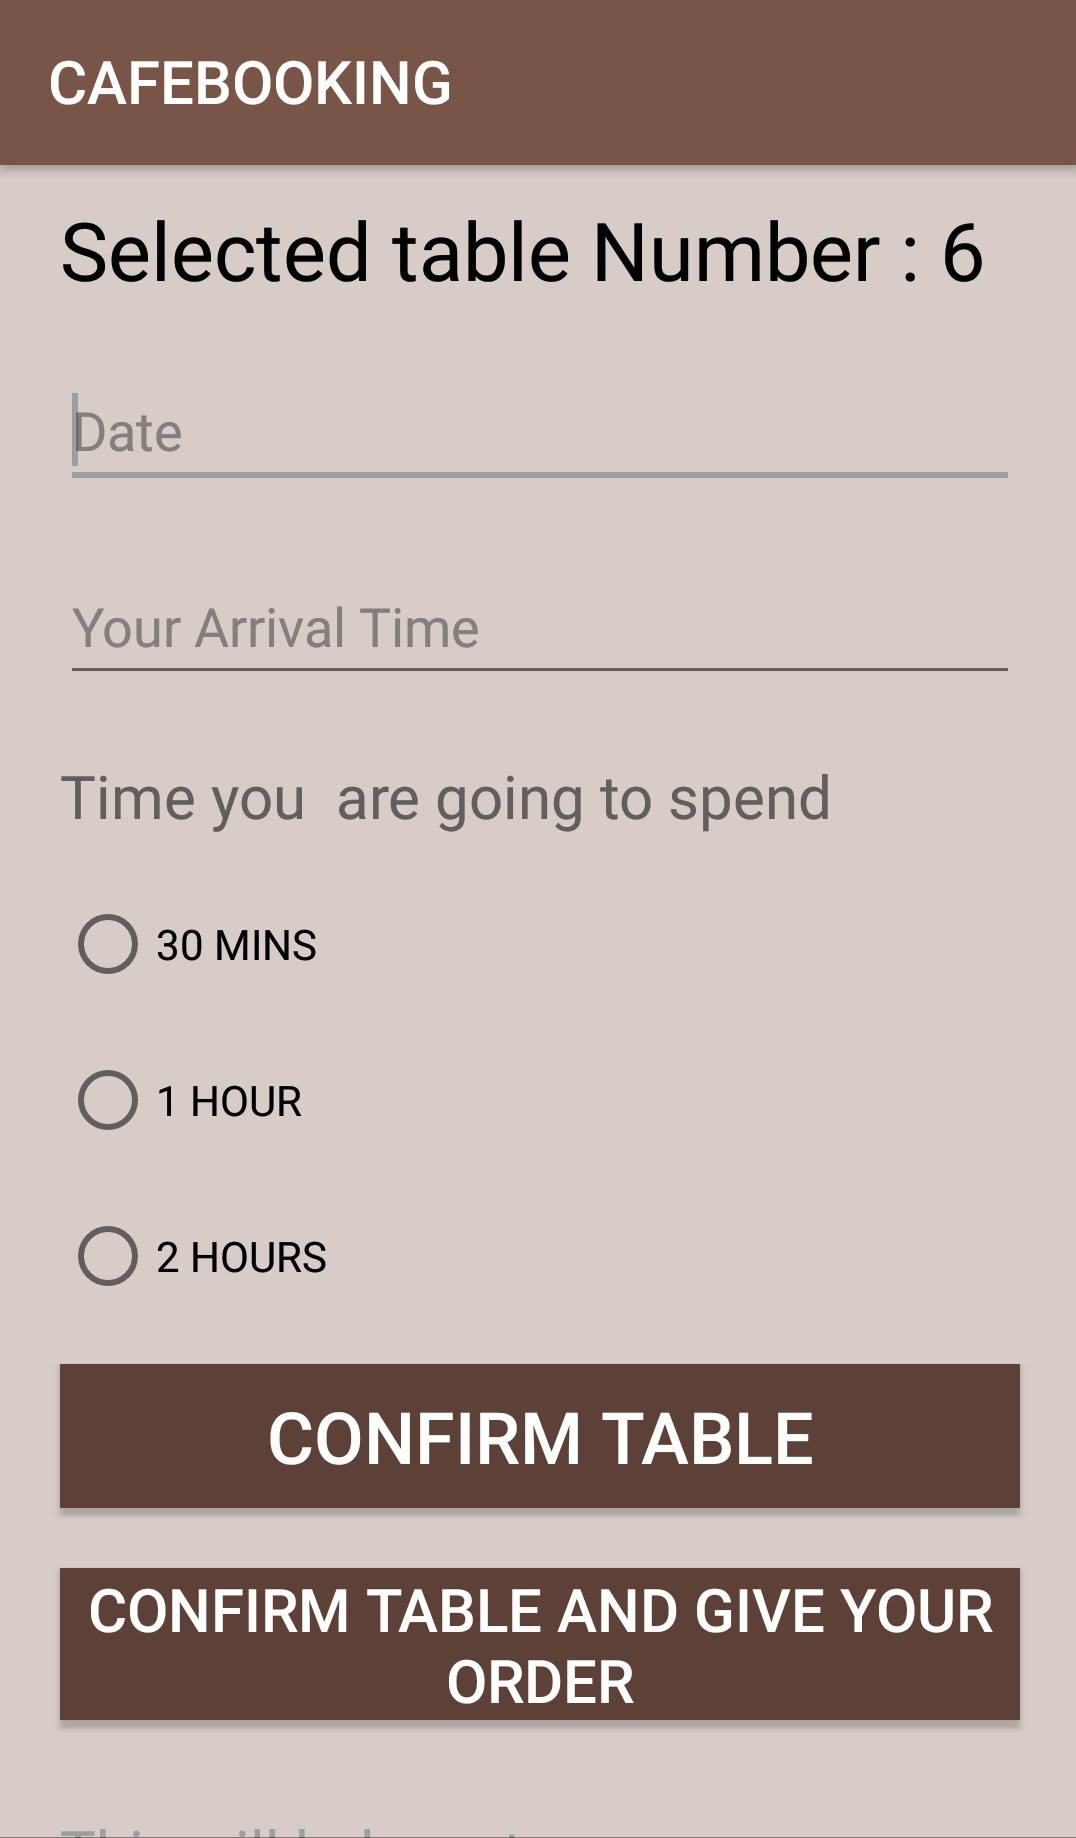 CAFEBOOKING
Selected table Number : 6
Date
Your Arrival Time
Time you  are going to spend
30 MINS
1 HOUR
2 HOURS
CONFIRM TABLE
CONFIRM TABLE AND GIVE YOUR
ORDER